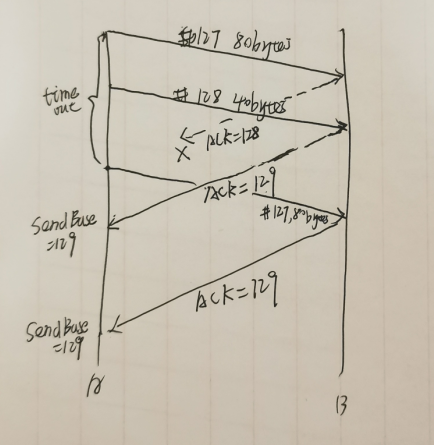 #127 80bytes
time
out
# 128 40bytes
X
ACK=128
ACK=129
#127,80bytes
SendBase
=129
ACK=129
SendBase
=129
A
B